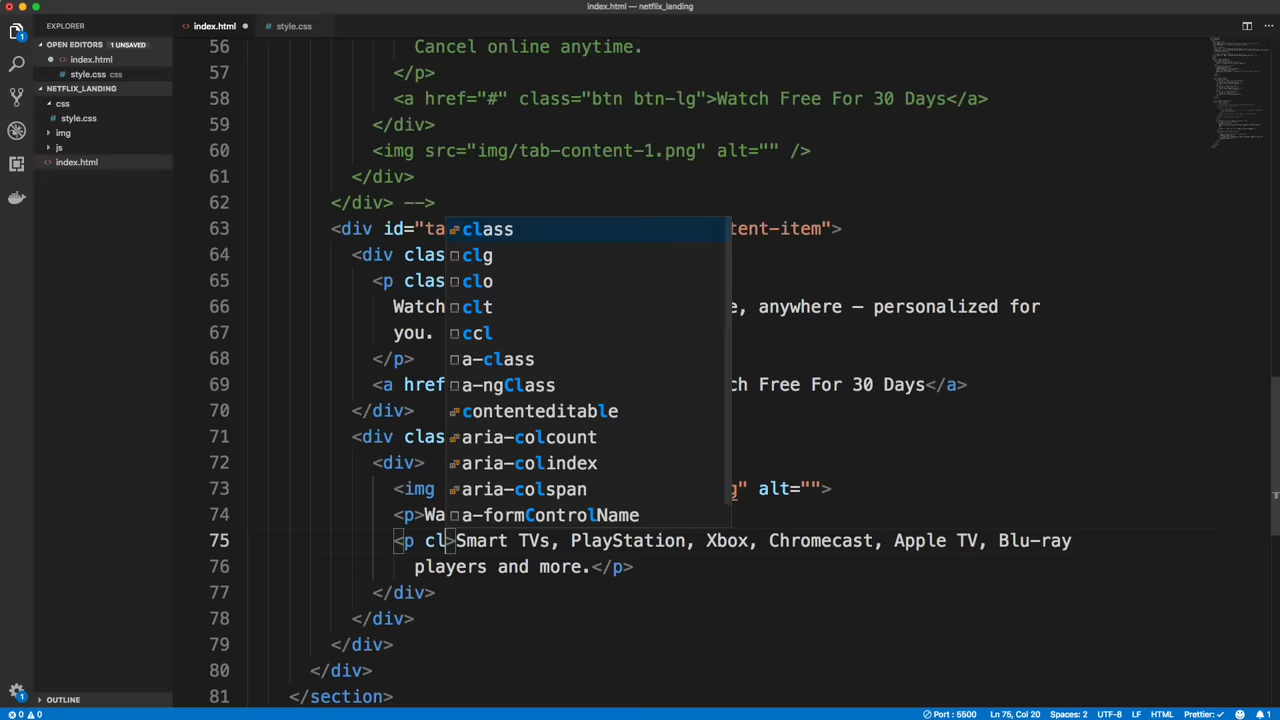 index.html — netflix_landing
EXPLORER
index.html
style.css
OPEN EDITORS 1 UNSAVED
index.html
style.css css
NETFLIX_LANDING
css
style.css
img
js
index.html
OUTLINE
56 Cancel online anytime.
57 </p>
58 <a href="#" class="btn btn-lg">Watch Free For 30 Days</a>
59 </div>
60 <img src="img/tab-content-1.png" alt="" />
61 </div>
62 </div> -->
63 <div id="ta tent-item">
64 <div clas
65 <p clas
66 Watch e, anywhere — personalized for
67 you.
68 </p>
69 <a href ch Free For 30 Days</a>
70 </div>
71 <div clas
72 <div>
73 <img g" alt="">
74 <p>Wa
75 <p cl>Smart TVs, PlayStation, Xbox, Chromecast, Apple TV, Blu-ray
76 players and more.</p>
77 </div>
78 </div>
79 </div>
80 </div>
81 </section>
class
clg
clo
clt
ccl
a-class
a-ngClass
contenteditable
aria-colcount
aria-colindex
aria-colspan
a-formControlName
0 0 Port : 5500 Ln 75, Col 20 Spaces: 2 UTF-8 LF HTML Prettier: ✓ 1